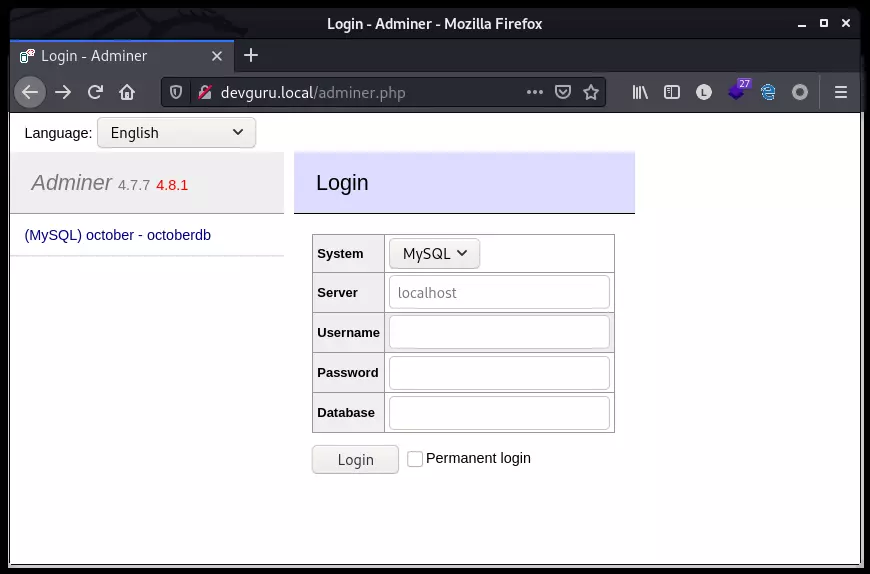 Login - Adminer - Mozilla Firefox
Login - Adminer
devguru.local/adminer.php
L
27
Language: English
Adminer 4.7.7 4.8.1
(MySQL) october - octoberdb
Login
System MySQL
Server localhost
Username
Password
Database
Login Permanent login